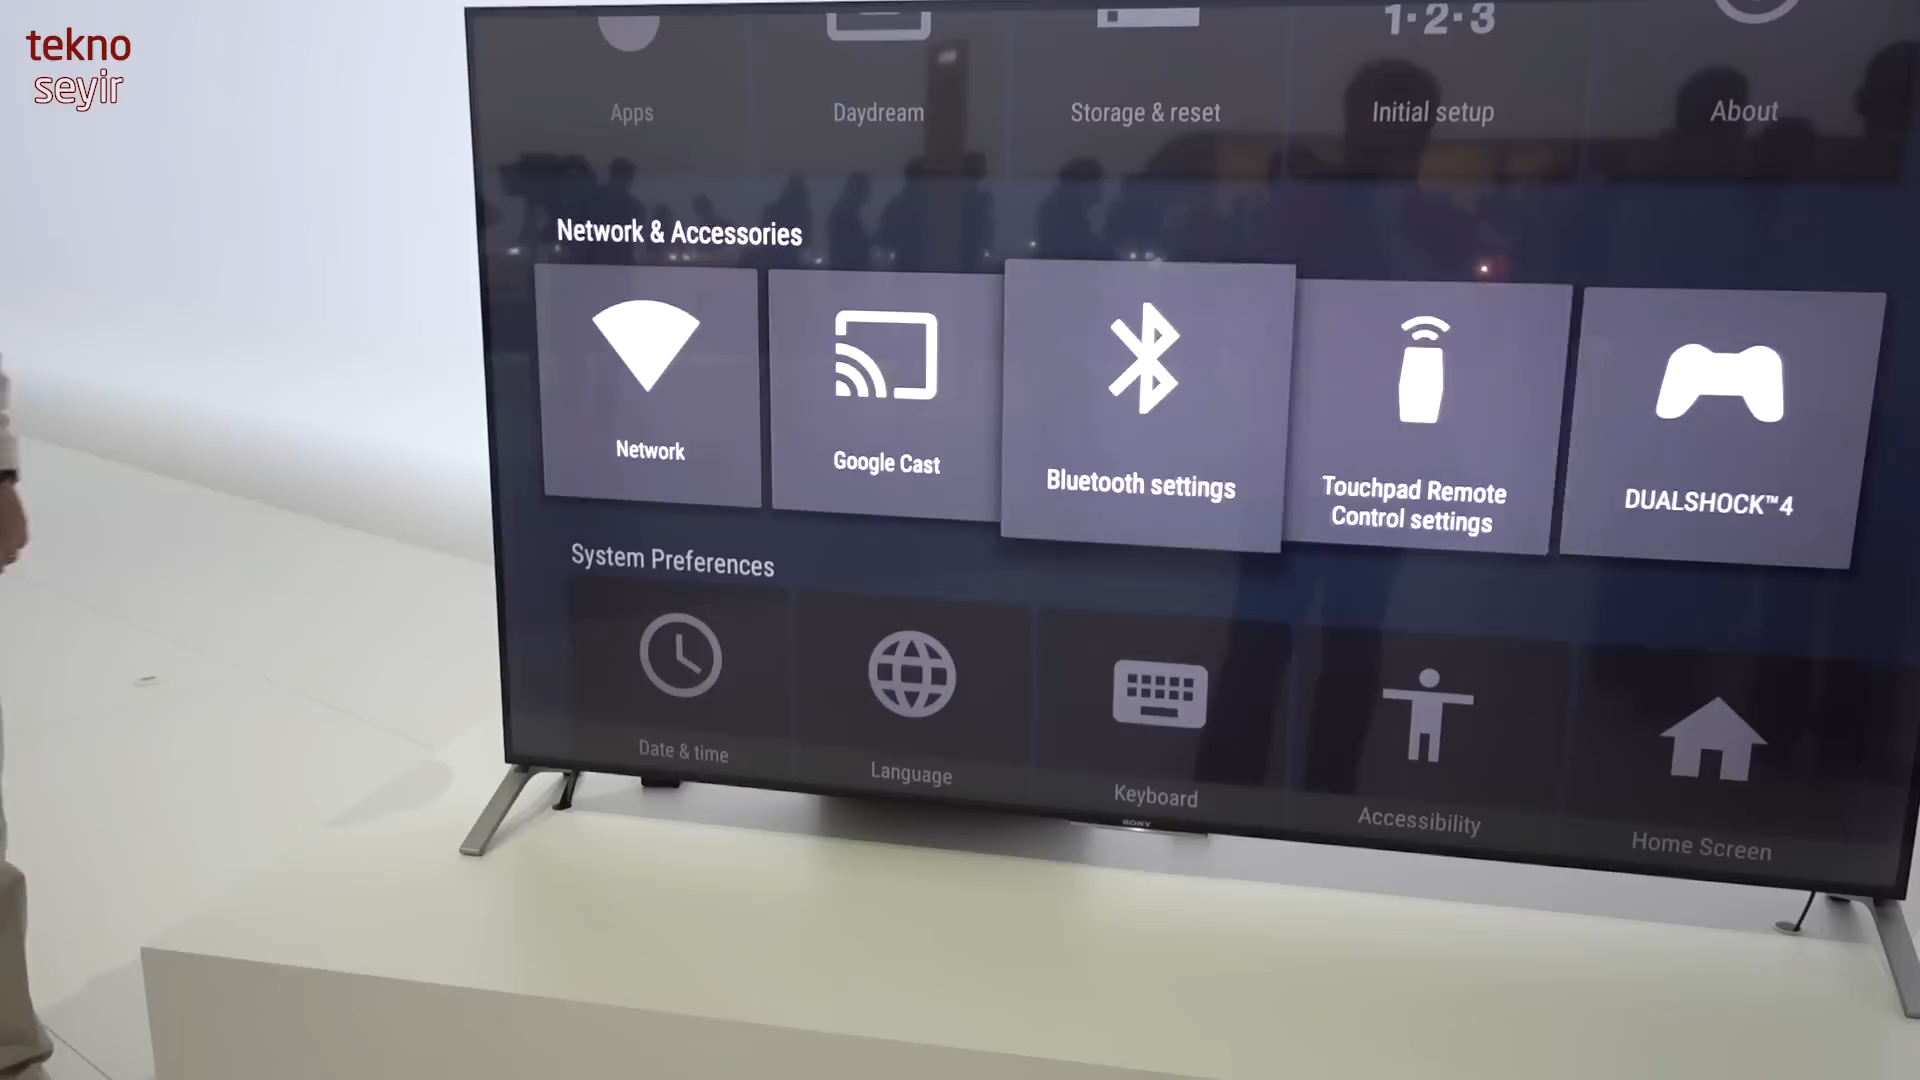 tekno
seyir
1·2·3
Apps
Daydream
Storage & reset
Initial setup
About
Network & Accessories
Network
Google Cast
Bluetooth settings
Touchpad Remote
Control settings
DUALSHOCK™4
System Preferences
Date & time
Language
Keyboard
Accessibility
Home Screen
SONY